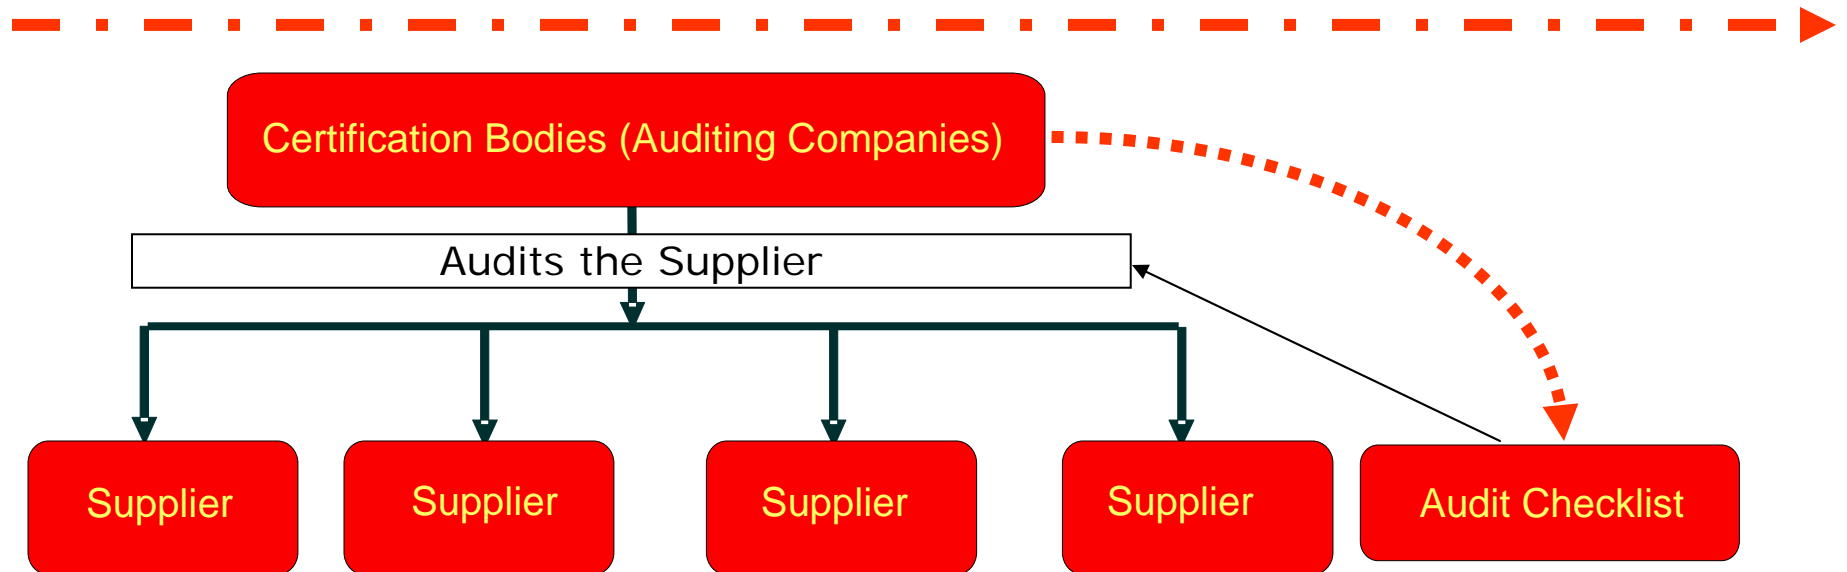 Certification Bodies (Auditing Companies)
Audits the Supplier
Supplier
Supplier
Supplier
Supplier
Audit Checklist